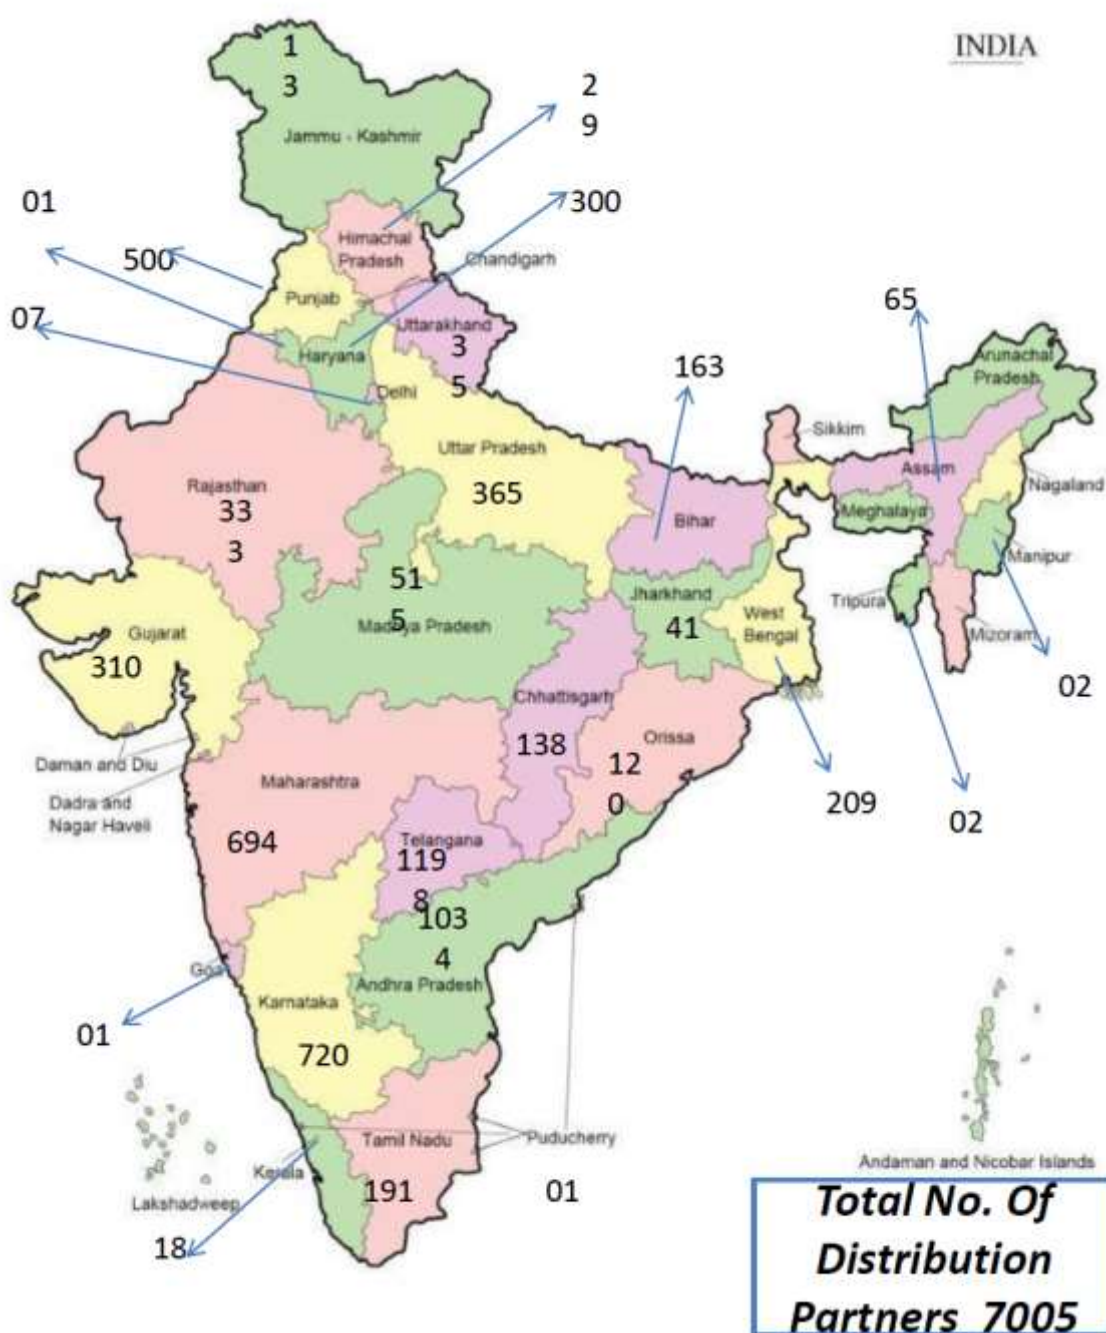 INDIA
1
3
2
9
Jammu - Kashmir
01
300
Himachal
Pradesh
500
Chandigarh
Punjab
65
07
Uttarakhand
3
5
Haryana
163
Arunachal
Pradesh
Delhi
Sikkim
Uttar Pradesh
Assam
Rajasthan
365
Nagaland
33
3
Meghalaya
Bihar
Manipur
51
5
Jharkhand
Tripura
Madhya Pradesh
West
Bengal
41
Gujarat
Mizoram
310
02
Chhattisgarh
138
Orissa
12
0
Daman and Diu
Maharashtra
Dadra and
Nagar Haveli
209
02
694
Telangana
119
8
103
4
Goa
Andhra Pradesh
Karnataka
01
720
Tamil Nadu
Puducherry
Kerala
Andaman and Nicobar Islands
191
01
Lakshadweep
18
Total No. Of
Distribution
Partners 7005